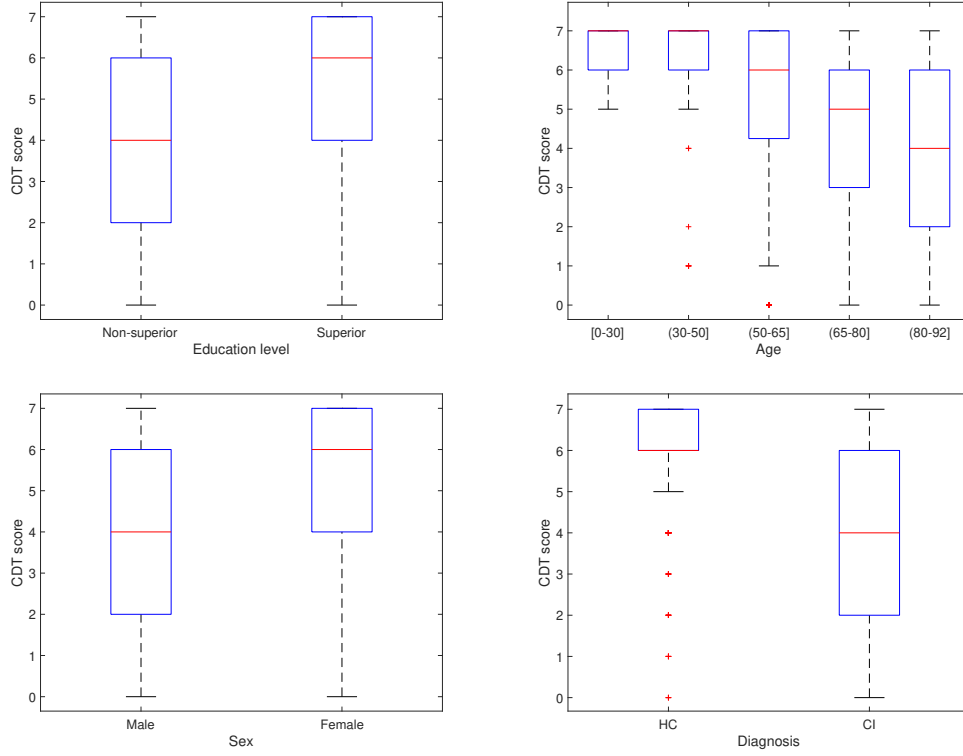 7
6
5
4
3
2
1
0
CDT score
Non-superior Superior
Education level
7
6
5
4
3
2
1
0
CDT score
[0-30] (30-50] (50-65] (65-80] (80-92]
Age
7
6
5
4
3
2
1
0
CDT score
Male Female
Sex
7
6
5
4
3
2
1
0
CDT score
HC CI
Diagnosis